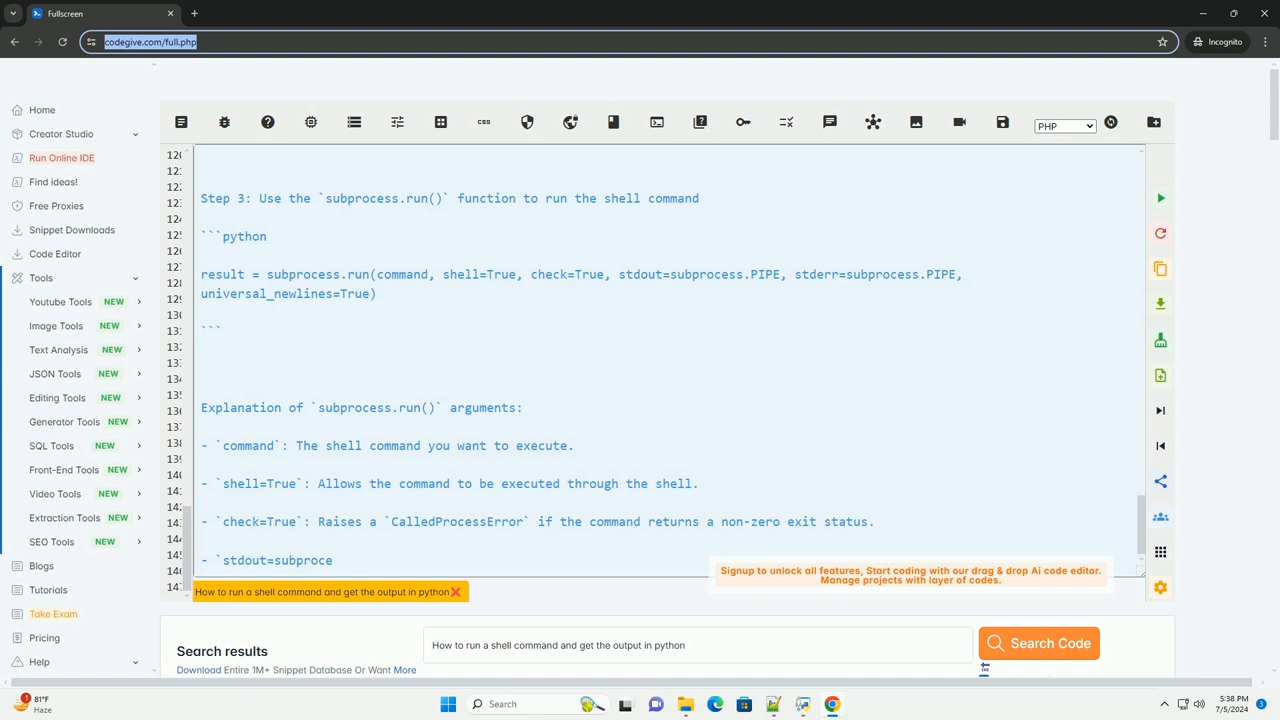 Fullscreen
codegive.com/full.php
Incognito
Home
Creator Studio
Run Online IDE
Find ideas!
Free Proxies
Snippet Downloads
Code Editor
Tools
Youtube Tools NEW
Image Tools NEW
Text Analysis NEW
JSON Tools NEW
Editing Tools NEW
Generator Tools NEW
SQL Tools NEW
Front-End Tools NEW
Video Tools NEW
Extraction Tools NEW
SEO Tools NEW
Blogs
Tutorials
Take Exam
Pricing
Help
css
PHP
Step 3: Use the `subprocess.run()` function to run the shell command
```python
result = subprocess.run(command, shell=True, check=True, stdout=subprocess.PIPE, stderr=subprocess.PIPE,
universal_newlines=True)
```
Explanation of `subprocess.run()` arguments:
- `command`: The shell command you want to execute.
- `shell=True`: Allows the command to be executed through the shell.
- `check=True`: Raises a `CalledProcessError` if the command returns a non-zero exit status.
- `stdout=subproce
Signup to unlock all features, Start coding with our drag & drop Ai code editor.
Manage projects with layer of codes.
How to run a shell command and get the output in python
Search results
Download Entire 1M+ Snippet Database Or Want More
How to run a shell command and get the output in python
Search Code
81°F
Haze
Search
5:38 PM
7/5/2024